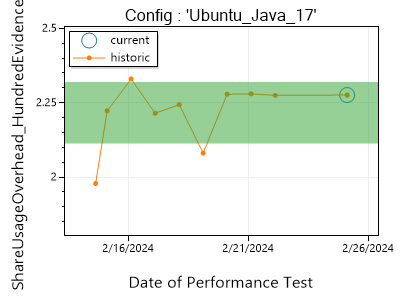 Config : 'Ubuntu_Java_17'
ShareUsageOverhead_HundredEvidence
2.5
2.25
2
current
historic
2/16/2024
2/21/2024
2/26/2024
Date of Performance Test